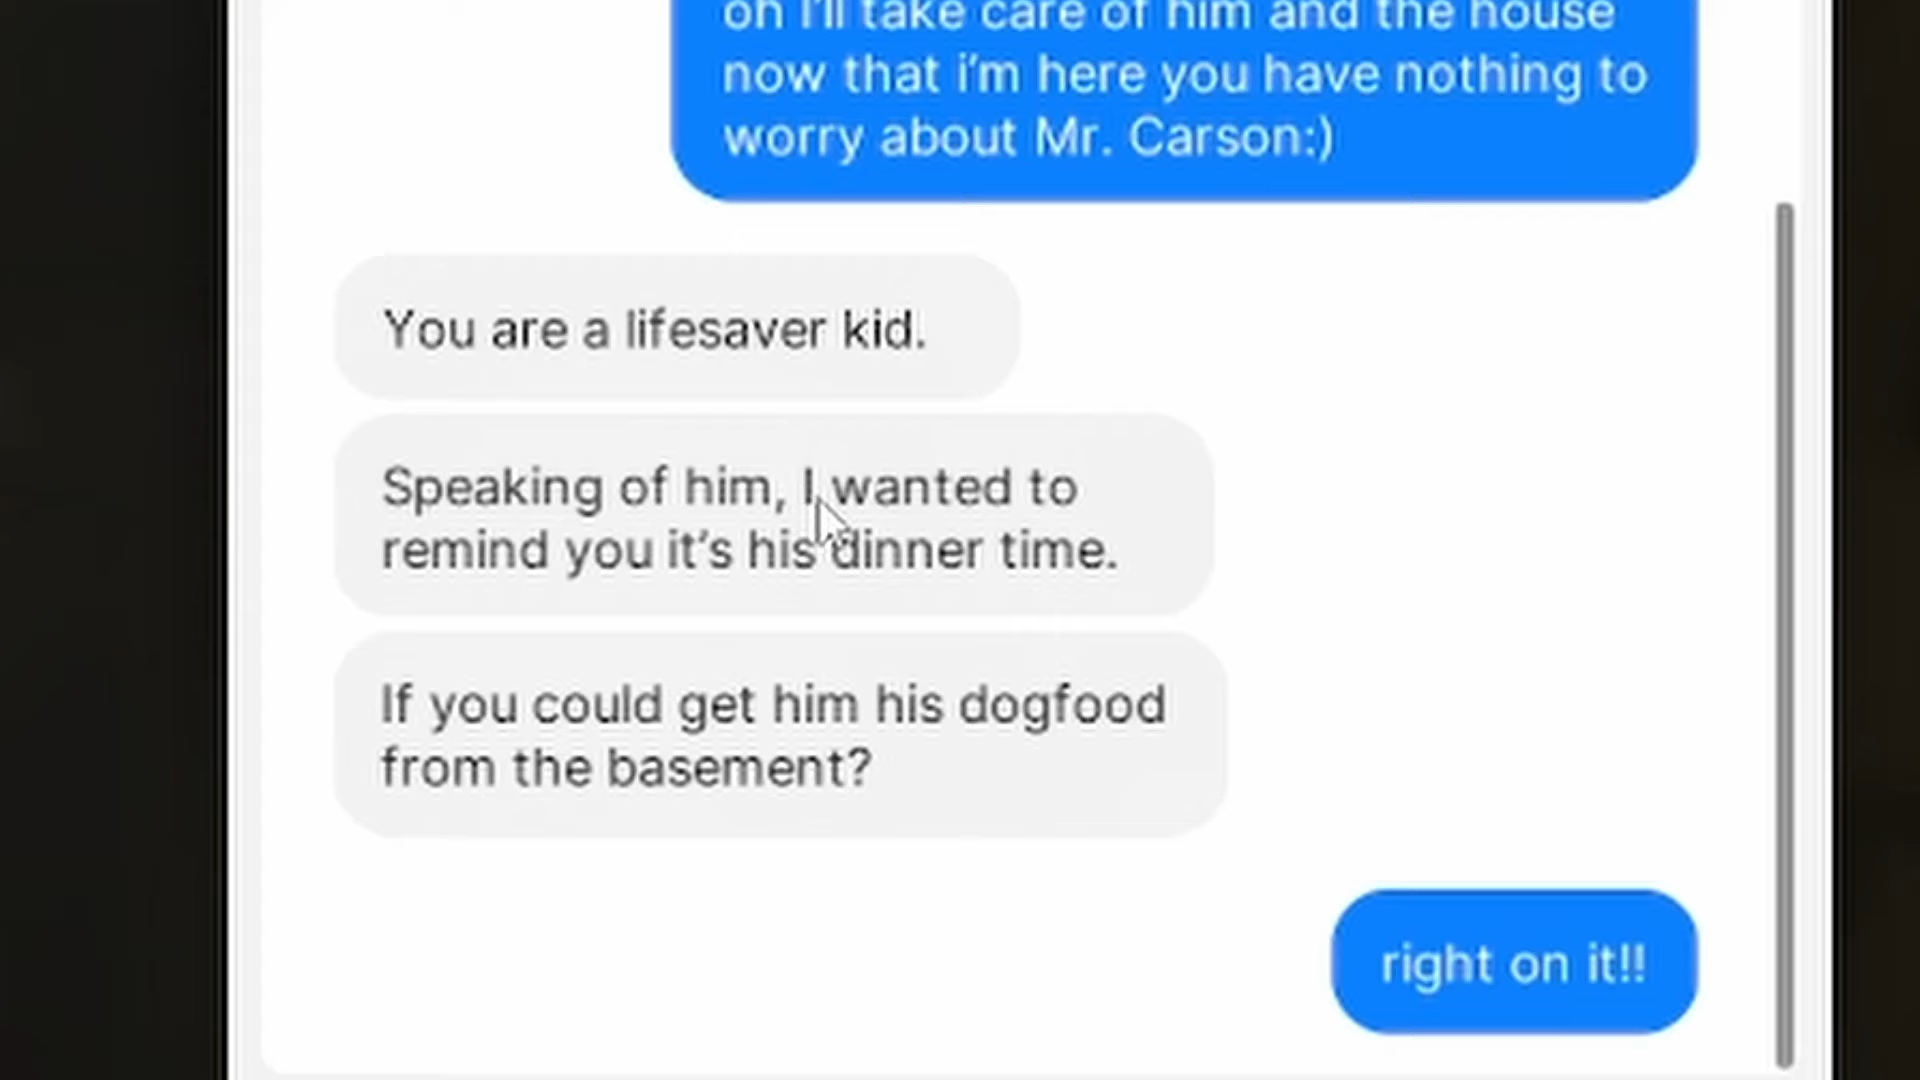 oh I'll take care of him and the house
now that i'm here you have nothing to
worry about Mr. Carson:)
You are a lifesaver kid.
Speaking of him, I wanted to
remind you it's his dinner time.
If you could get him his dogfood
from the basement?
right on it!!